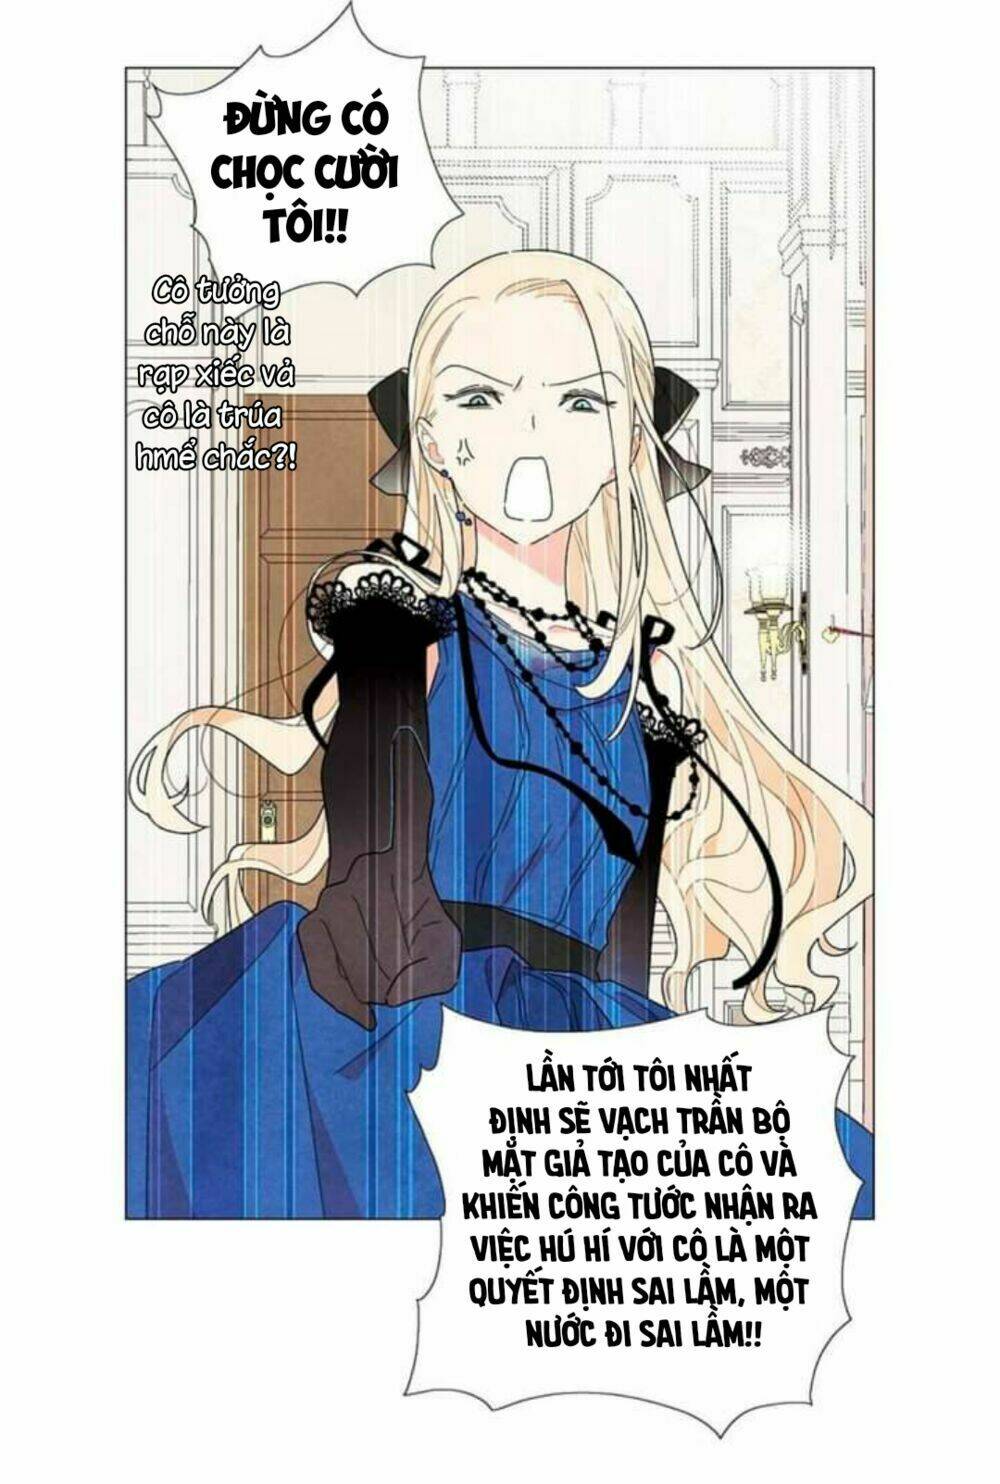 ĐỪNG CÓ
CHỌC CƯỜI
TÔI!!
Cô tưởng
chỗ này là
rạp xiếc vả
cô là trúa
hmể chắc?!
LẦN TỚI TÔI NHẤT
ĐỊNH SẼ VẠCH TRẦN BỘ
MẶT GIẢ TẠO CỦA CÔ VÀ
KHIẾN CÔNG TƯỚC NHẬN RA
VIỆC HÚ HÍ VỚI CÔ LÀ MỘT
QUYẾT ĐỊNH SAI LẦM, MỘT
NƯỚC ĐI SAI LẦM!!